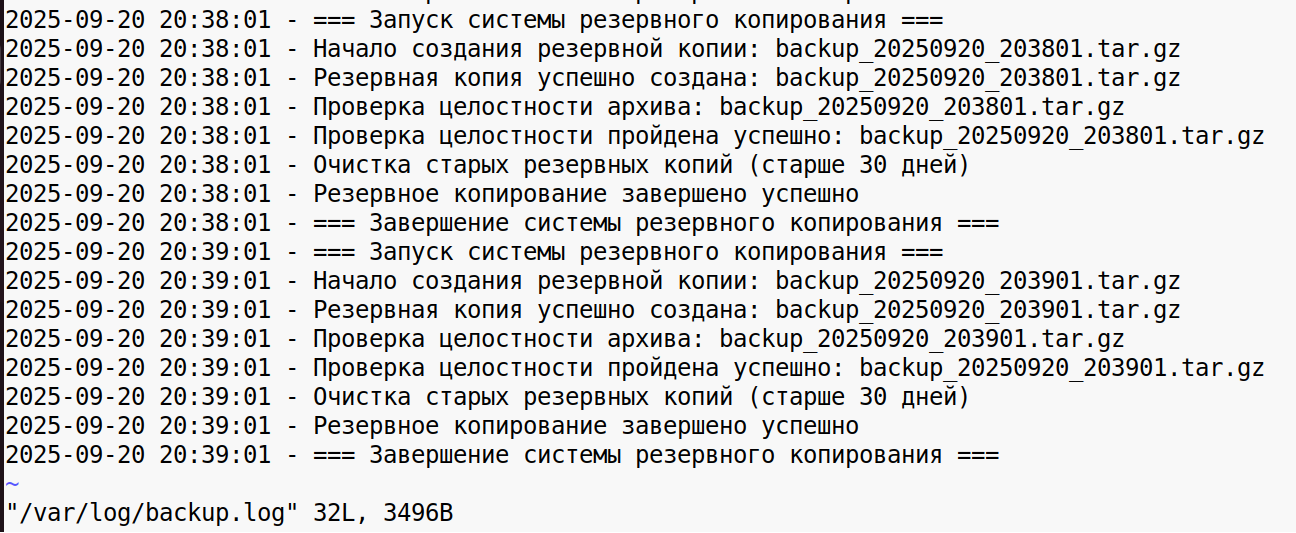 2025-09-20 20:38:01 - === Запуск системы резервного копирования ===
2025-09-20 20:38:01 - Начало создания резервной копии: backup_20250920_203801.tar.gz
2025-09-20 20:38:01 - Резервная копия успешно создана: backup_20250920_203801.tar.gz
2025-09-20 20:38:01 - Проверка целостности архива: backup_20250920_203801.tar.gz
2025-09-20 20:38:01 - Проверка целостности пройдена успешно: backup_20250920_203801.tar.gz
2025-09-20 20:38:01 - Очистка старых резервных копий (старше 30 дней)
2025-09-20 20:38:01 - Резервное копирование завершено успешно
2025-09-20 20:38:01 - === Завершение системы резервного копирования ===
2025-09-20 20:39:01 - === Запуск системы резервного копирования ===
2025-09-20 20:39:01 - Начало создания резервной копии: backup_20250920_203901.tar.gz
2025-09-20 20:39:01 - Резервная копия успешно создана: backup_20250920_203901.tar.gz
2025-09-20 20:39:01 - Проверка целостности архива: backup_20250920_203901.tar.gz
2025-09-20 20:39:01 - Проверка целостности пройдена успешно: backup_20250920_203901.tar.gz
2025-09-20 20:39:01 - Очистка старых резервных копий (старше 30 дней)
2025-09-20 20:39:01 - Резервное копирование завершено успешно
2025-09-20 20:39:01 - === Завершение системы резервного копирования ===
~
"/var/log/backup.log" 32L, 3496B